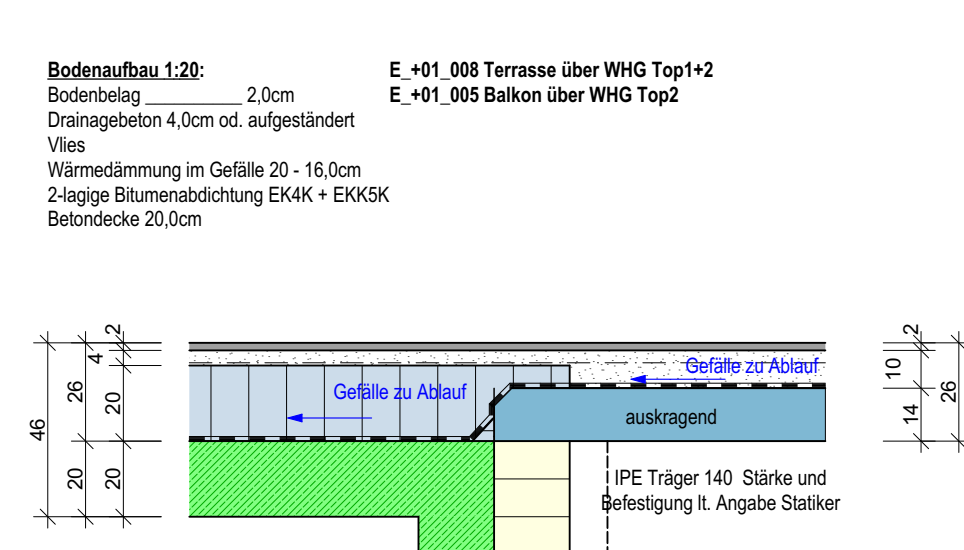 Bodenaufbau 1:20:
Bodenbelag __________ 2,0cm
Drainagebeton 4,0cm od. aufgeständert
Vlies
Wärmedämmung im Gefälle 20 - 16,0cm
2-lagige Bitumenabdichtung EK4K + EKK5K
Betondecke 20,0cm
E_+01_008 Terrasse über WHG Top1+2
E_+01_005 Balkon über WHG Top2
46
26
20
2
4
20
20
Gefälle zu Ablauf
Gefälle zu Ablauf
auskragend
IPE Träger 140 Stärke und
Befestigung lt. Angabe Statiker
2
10
14
26